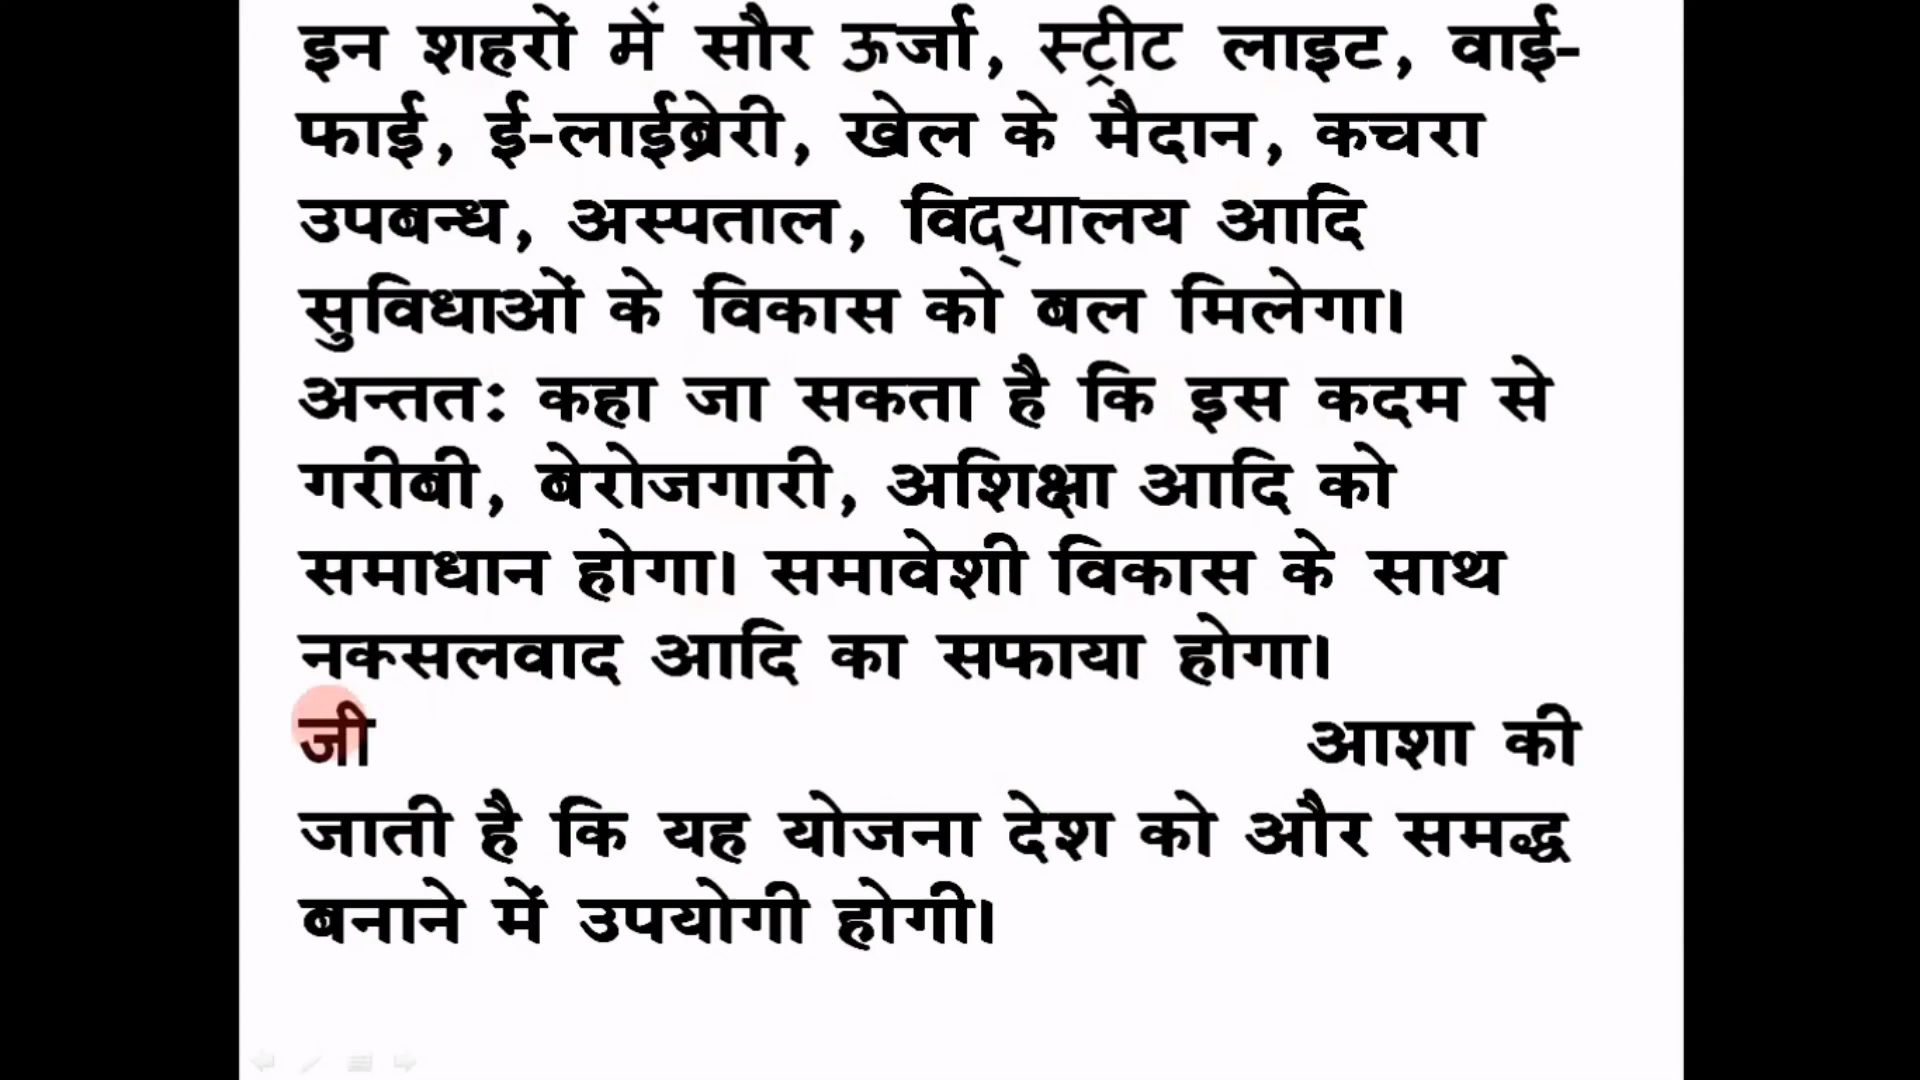 इन शहरों में सौर ऊर्जा, स्ट्रीट लाइट, वाई-
फाई, ई-लाईब्रेरी, खेल के मैदान, कचरा
उपबन्ध, अस्पताल, विद्‌यालय आदि
सुविधाओं के विकास को बल मिलेगा।
अन्ततः कहा जा सकता है कि इस कदम से
गरीबी, बेरोजगारी, अशिक्षा आदि को
समाधान होगा। समावेशी विकास के साथ
नक्सलवाद आदि का सफाया होगा।
जी आशा की
जाती है कि यह योजना देश को और समद्ध
बनाने में उपयोगी होगी।